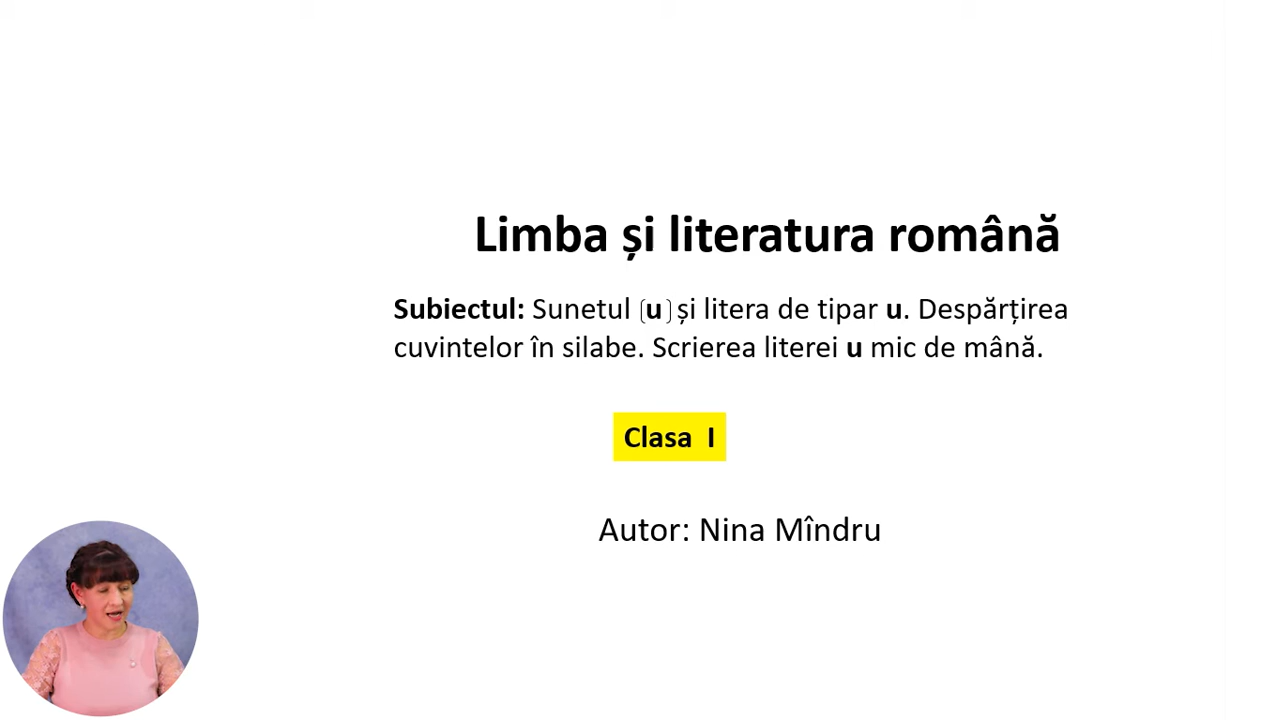 Limba și literatura română
Subiectul: Sunetul [u] și litera de tipar u. Despărțirea
cuvintelor în silabe. Scrierea literei u mic de mână.
Clasa I
Autor: Nina Mîndru